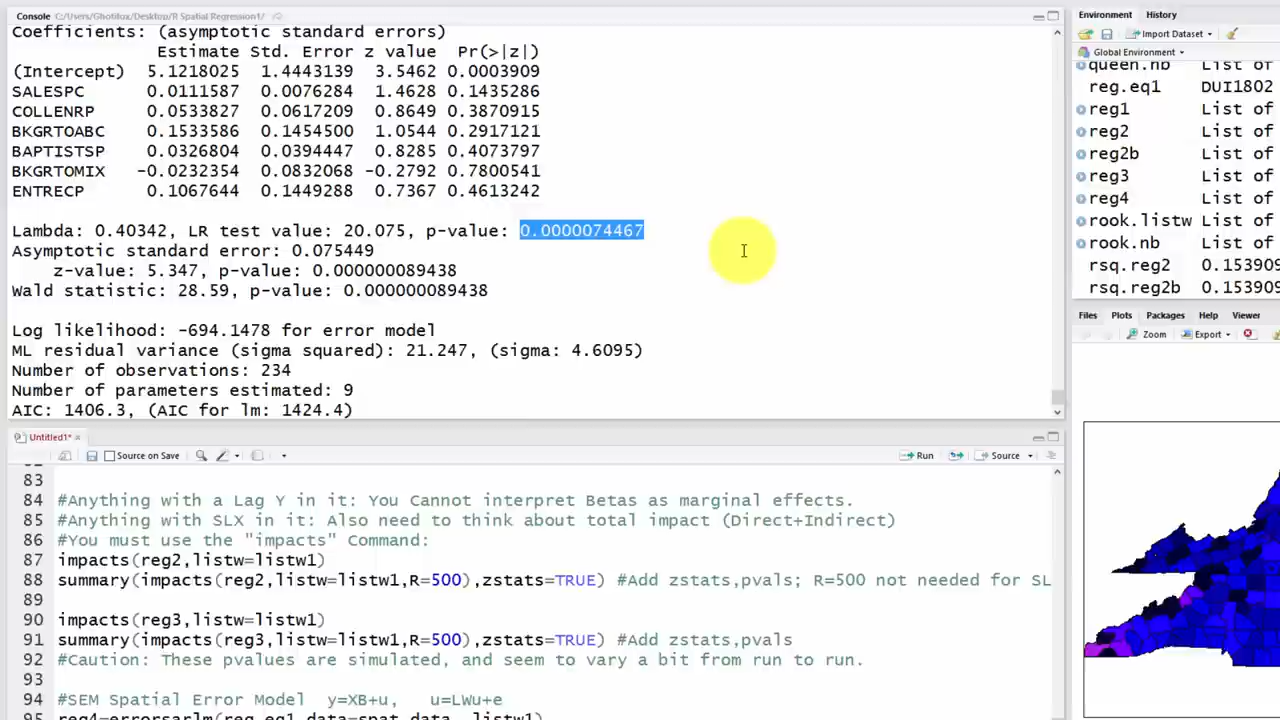 Console C:/Users/Ghotilux/Desktop/R Spatial Regression1/
Coefficients: (asymptotic standard errors)
Estimate Std. Error z value Pr(>|z|)
(Intercept) 5.1218025 1.4443139 3.5462 0.0003909
SALESPC 0.0111587 0.0076284 1.4628 0.1435286
COLLENRP 0.0533827 0.0617209 0.8649 0.3870915
BKGRTOABC 0.1533586 0.1454500 1.0544 0.2917121
BAPTISTSP 0.0326804 0.0394447 0.8285 0.4073797
BKGRTOMIX -0.0232354 0.0832068 -0.2792 0.7800541
ENTRECP 0.1067644 0.1449288 0.7367 0.4613242
Lambda: 0.40342, LR test value: 20.075, p-value: 0.0000074467
Asymptotic standard error: 0.075449
z-value: 5.347, p-value: 0.000000089438
Wald statistic: 28.59, p-value: 0.000000089438
Log likelihood: -694.1478 for error model
ML residual variance (sigma squared): 21.247, (sigma: 4.6095)
Number of observations: 234
Number of parameters estimated: 9
AIC: 1406.3, (AIC for lm: 1424.4)
Untitled1*
Source on Save
Run
Source
83
84 #Anything with a Lag Y in it: You Cannot interpret Betas as marginal effects.
85 #Anything with SLX in it: Also need to think about total impact (Direct+Indirect)
86 #You must use the "impacts" Command:
87 impacts(reg2,listw=listw1)
88 summary(impacts(reg2,listw=listw1,R=500),zstats=TRUE) #Add zstats,pvals; R=500 not needed for SL
89
90 impacts(reg3,listw=listw1)
91 summary(impacts(reg3,listw=listw1,R=500),zstats=TRUE) #Add zstats,pvals
92 #Caution: These pvalues are simulated, and seem to vary a bit from run to run.
93
94 #SEM Spatial Error Model y=XB+u, u=LWu+e
95 reg4=errorsarlm(reg.eq1,data=spat.data, listw1)
Environment History
Import Dataset
Global Environment
queen.nb List of
reg.eq1 DUI1802
reg1 List of
reg2 List of
reg2b List of
reg3 List of
reg4 List of
rook.listw List of
rook.nb List of
rsq.reg2 0.153909
rsq.reg2b 0.153909
Files Plots Packages Help Viewer
Zoom Export